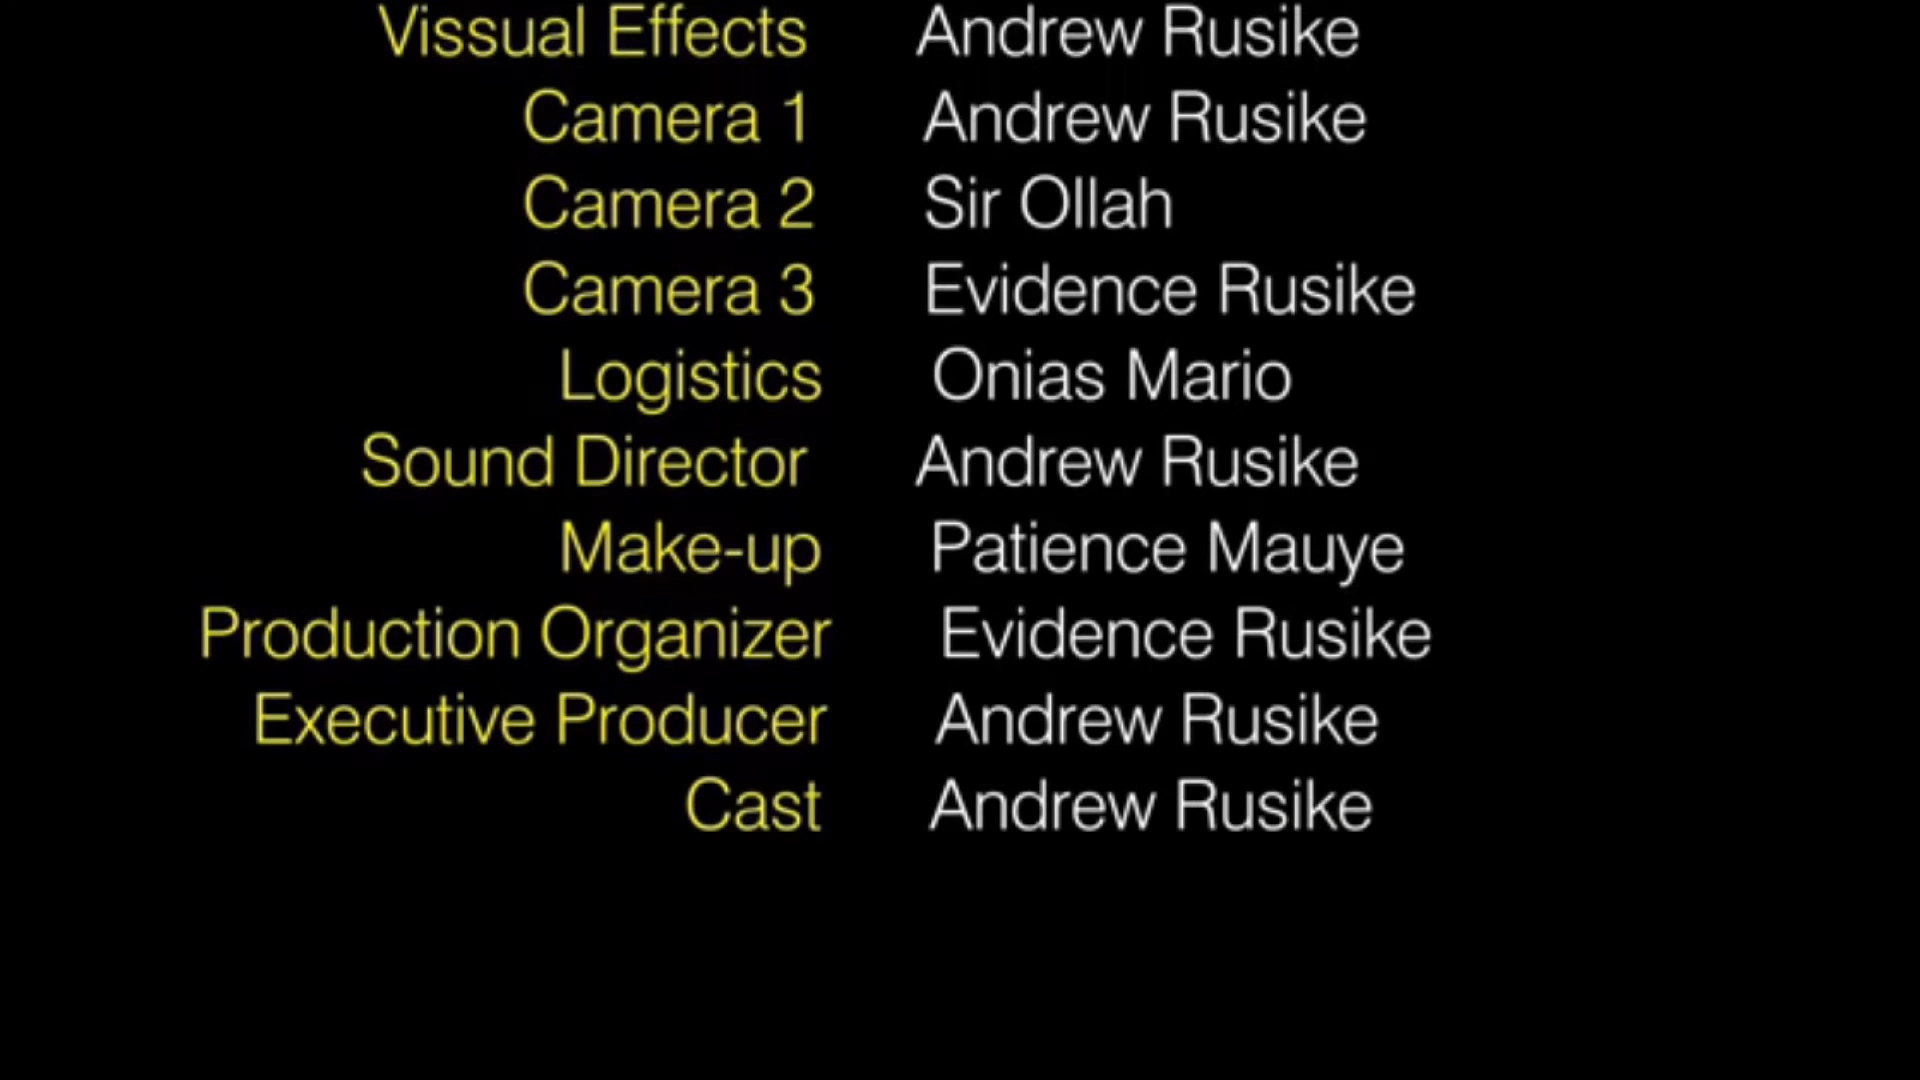 Vissual Effects Andrew Rusike
Camera 1 Andrew Rusike
Camera 2 Sir Ollah
Camera 3 Evidence Rusike
Logistics Onias Mario
Sound Director Andrew Rusike
Make-up Patience Mauye
Production Organizer Evidence Rusike
Executive Producer Andrew Rusike
Cast Andrew Rusike